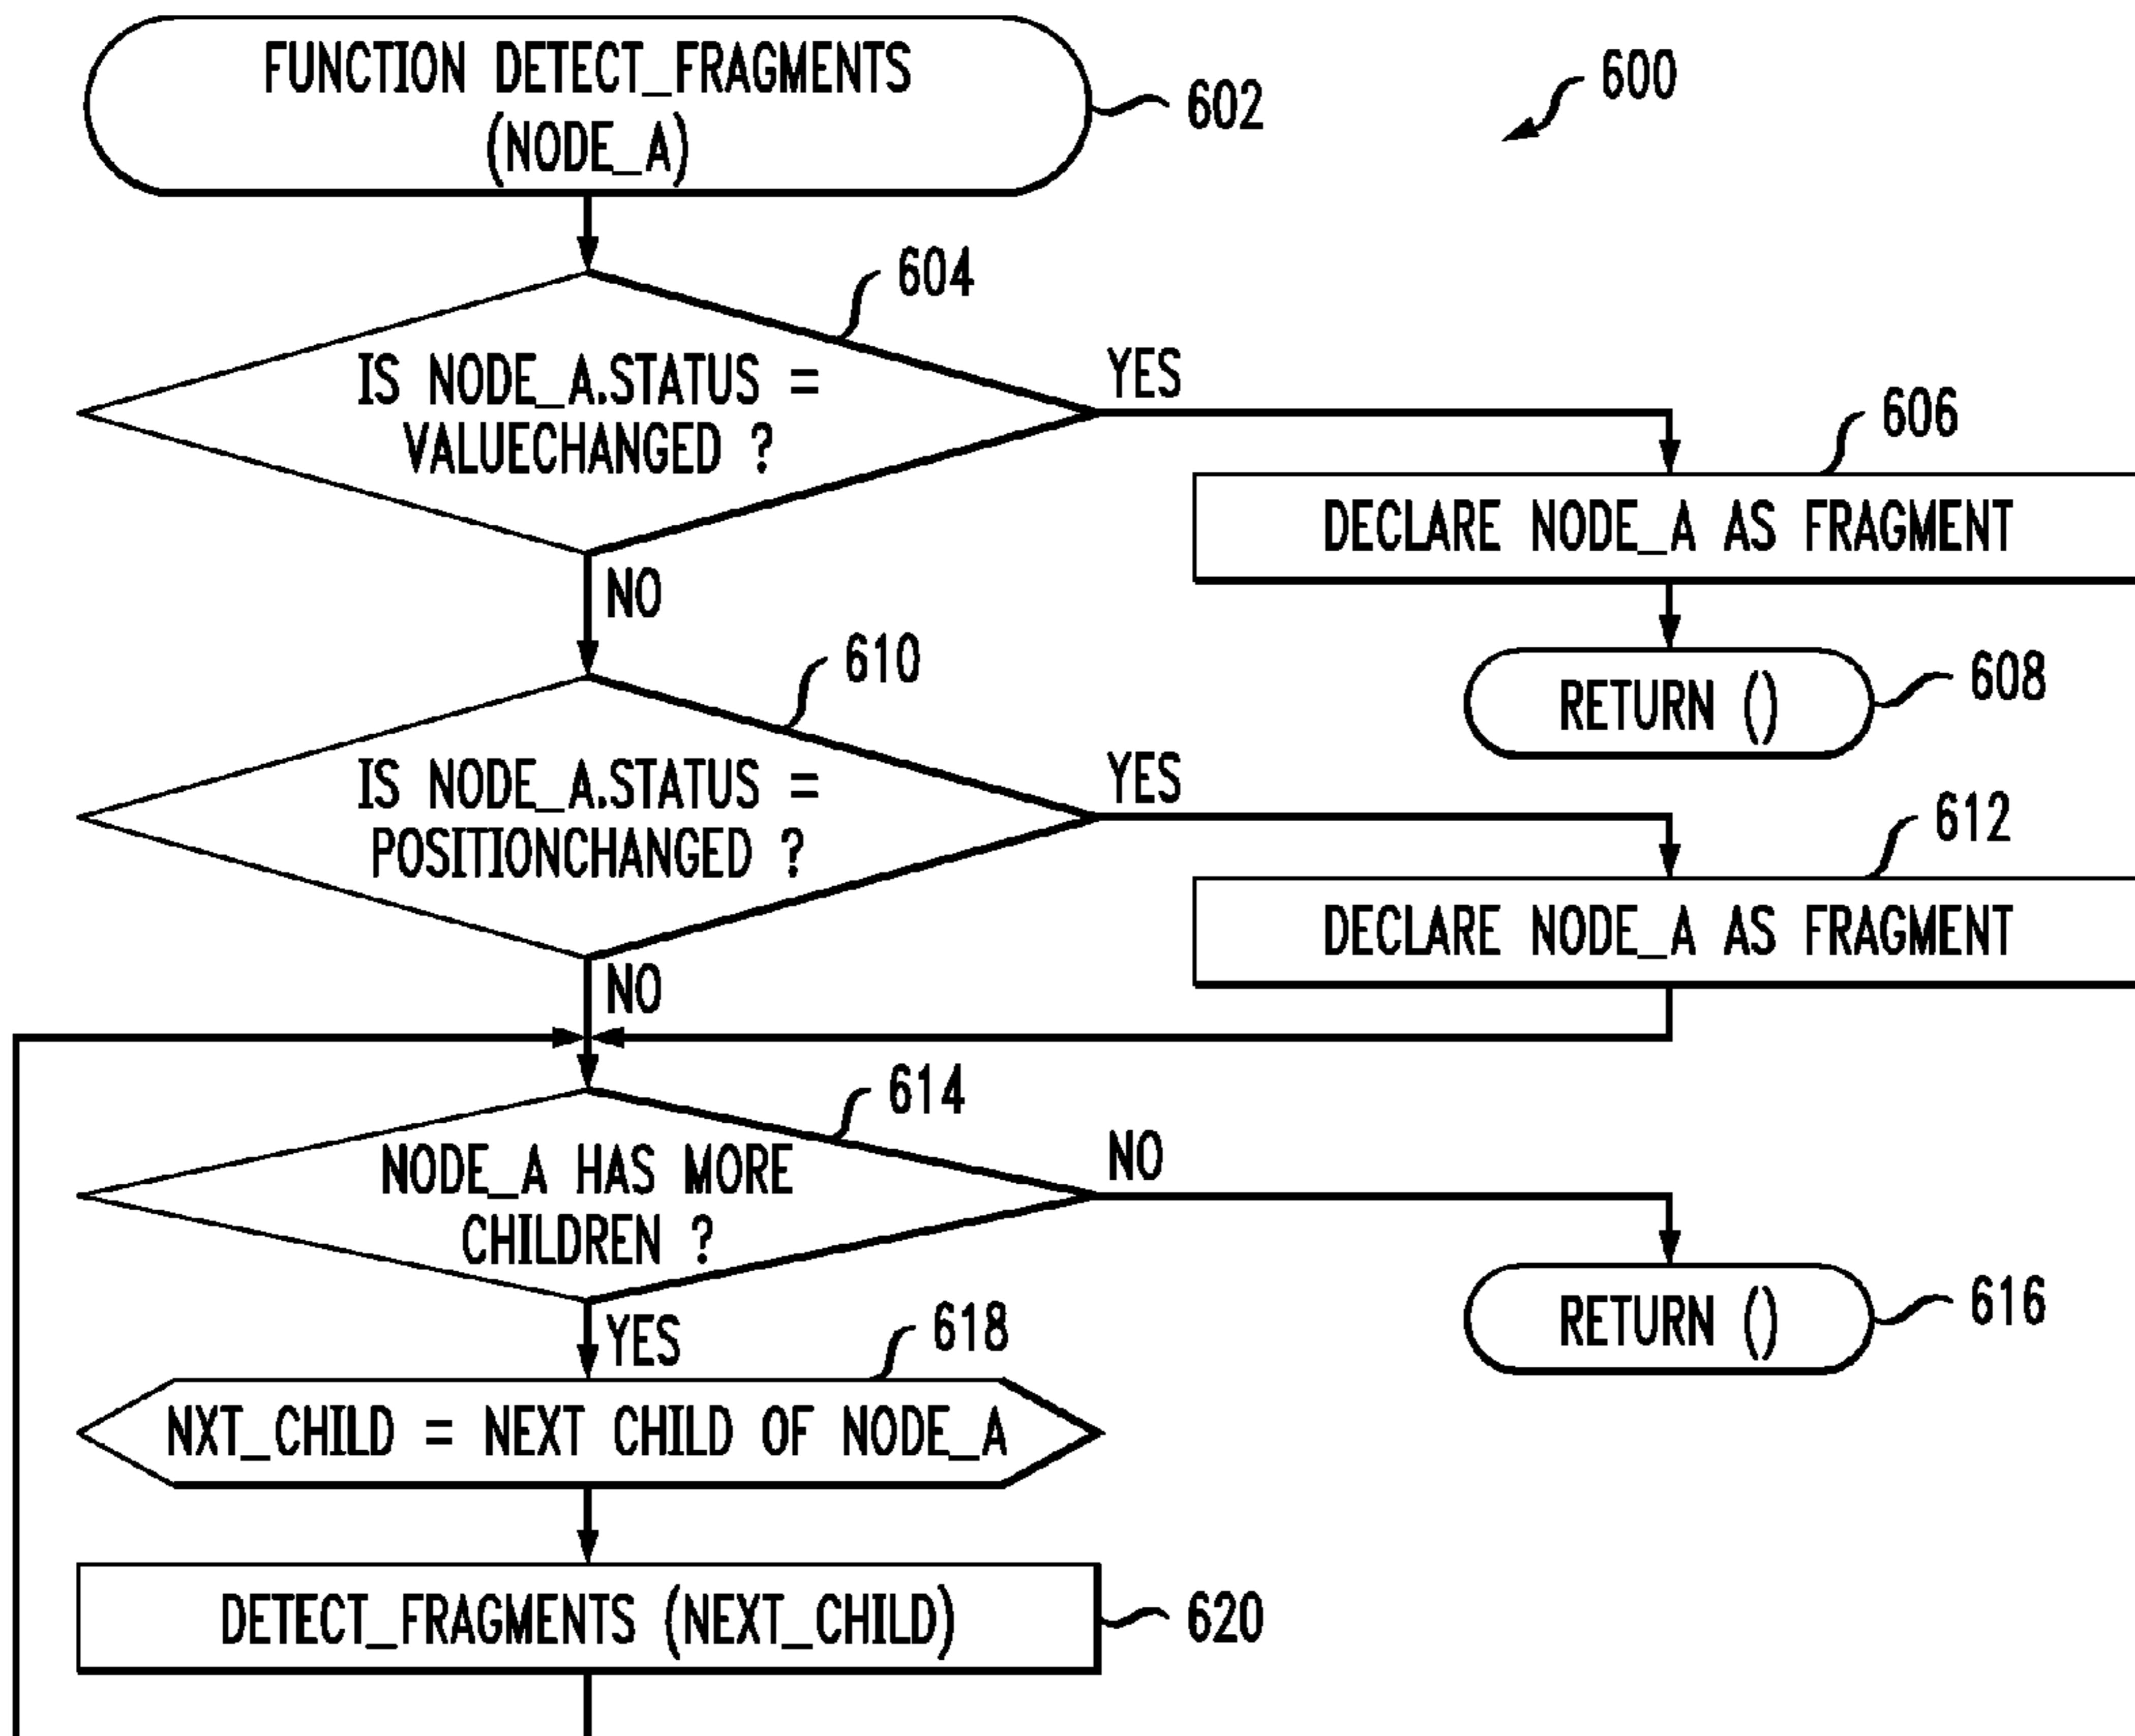 FUNCTION DETECT_FRAGMENTS
(NODE_A)
602
600
604
IS NODE_A.STATUS =
VALUECHANGED ?
YES
606
DECLARE NODE_A AS FRAGMENT
NO
RETURN ()
608
610
IS NODE_A.STATUS =
POSITIONCHANGED ?
YES
612
DECLARE NODE_A AS FRAGMENT
NO
614
NODE_A HAS MORE
CHILDREN ?
NO
RETURN ()
616
YES
618
NXT_CHILD = NEXT CHILD OF NODE_A
DETECT_FRAGMENTS (NEXT_CHILD)
620